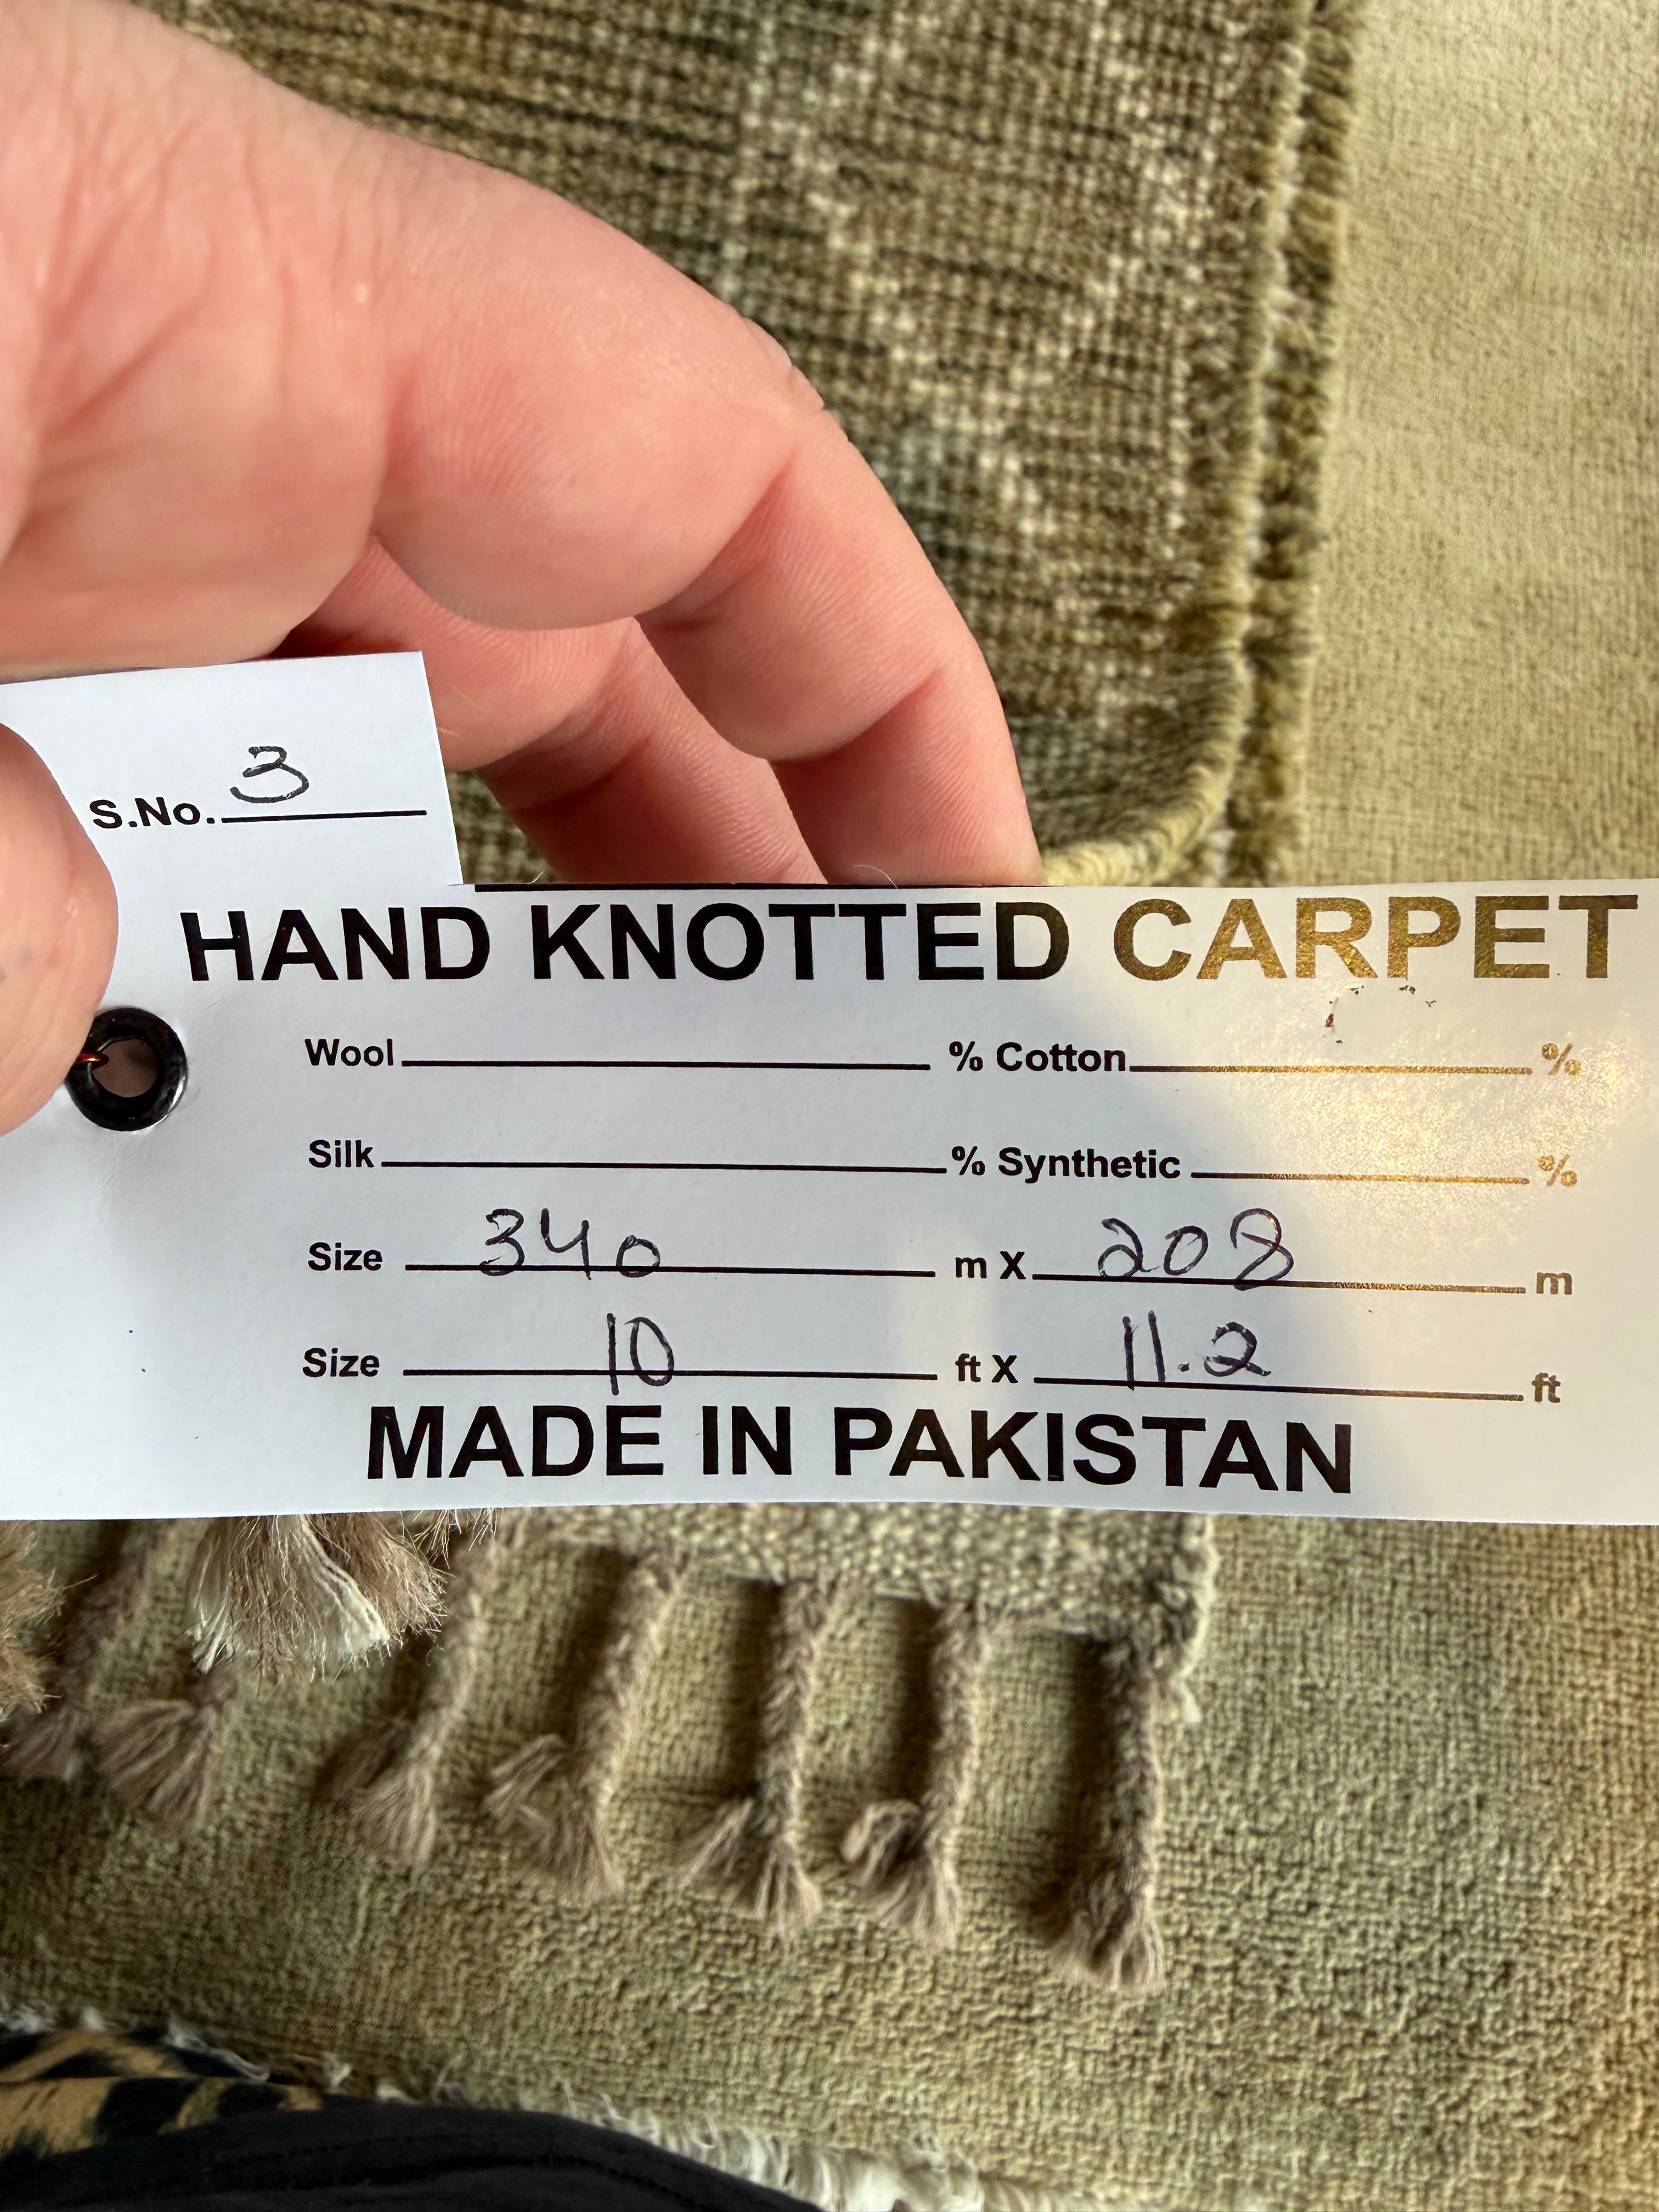 S.No. 3
HAND KNOTTED CARPET
Wool % Cotton %
Silk % Synthetic %
Size 340 m X 208 m
Size 10 ft X 11.2 ft
MADE IN PAKISTAN